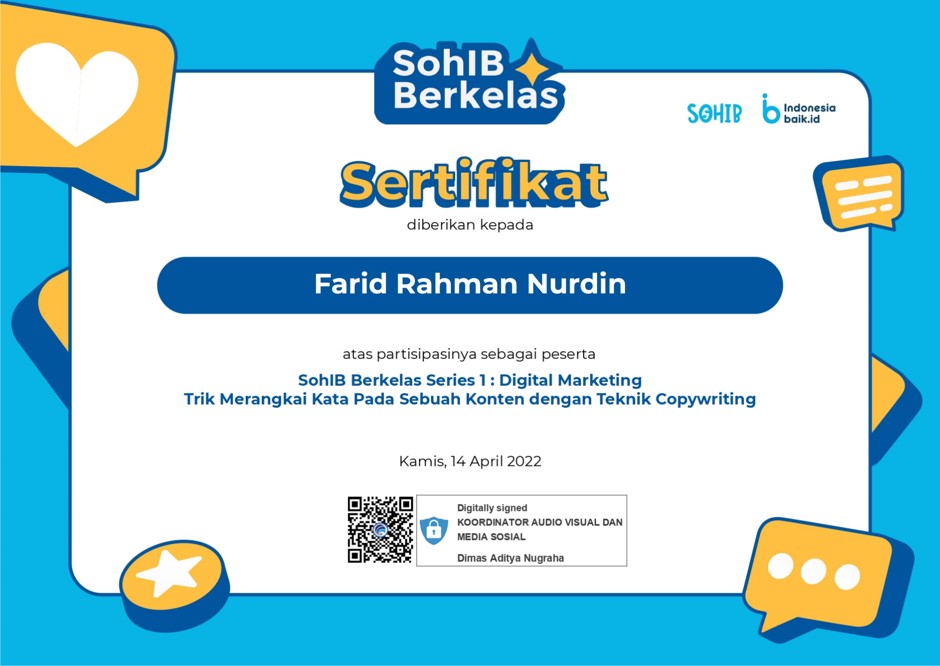 SohIB
Berkelas
SOHIB
Indonesia
baik.id
Sertifikat
diberikan kepada
Farid Rahman Nurdin
atas partisipasinya sebagai peserta
SohIB Berkelas Series 1 : Digital Marketing
Trik Merangkai Kata Pada Sebuah Konten dengan Teknik Copywriting
Kamis, 14 April 2022
Digitally signed
KOORDINATOR AUDIO VISUAL DAN
MEDIA SOSIAL
Dimas Aditya Nugraha